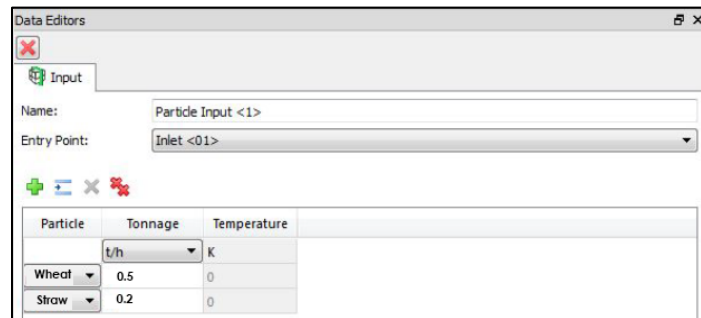 Data Editors
Input
Name: Particle Input <1>
Entry Point: Inlet <01>
Particle Tonnage Temperature
t/h K
Wheat 0.5 0
Straw 0.2 0